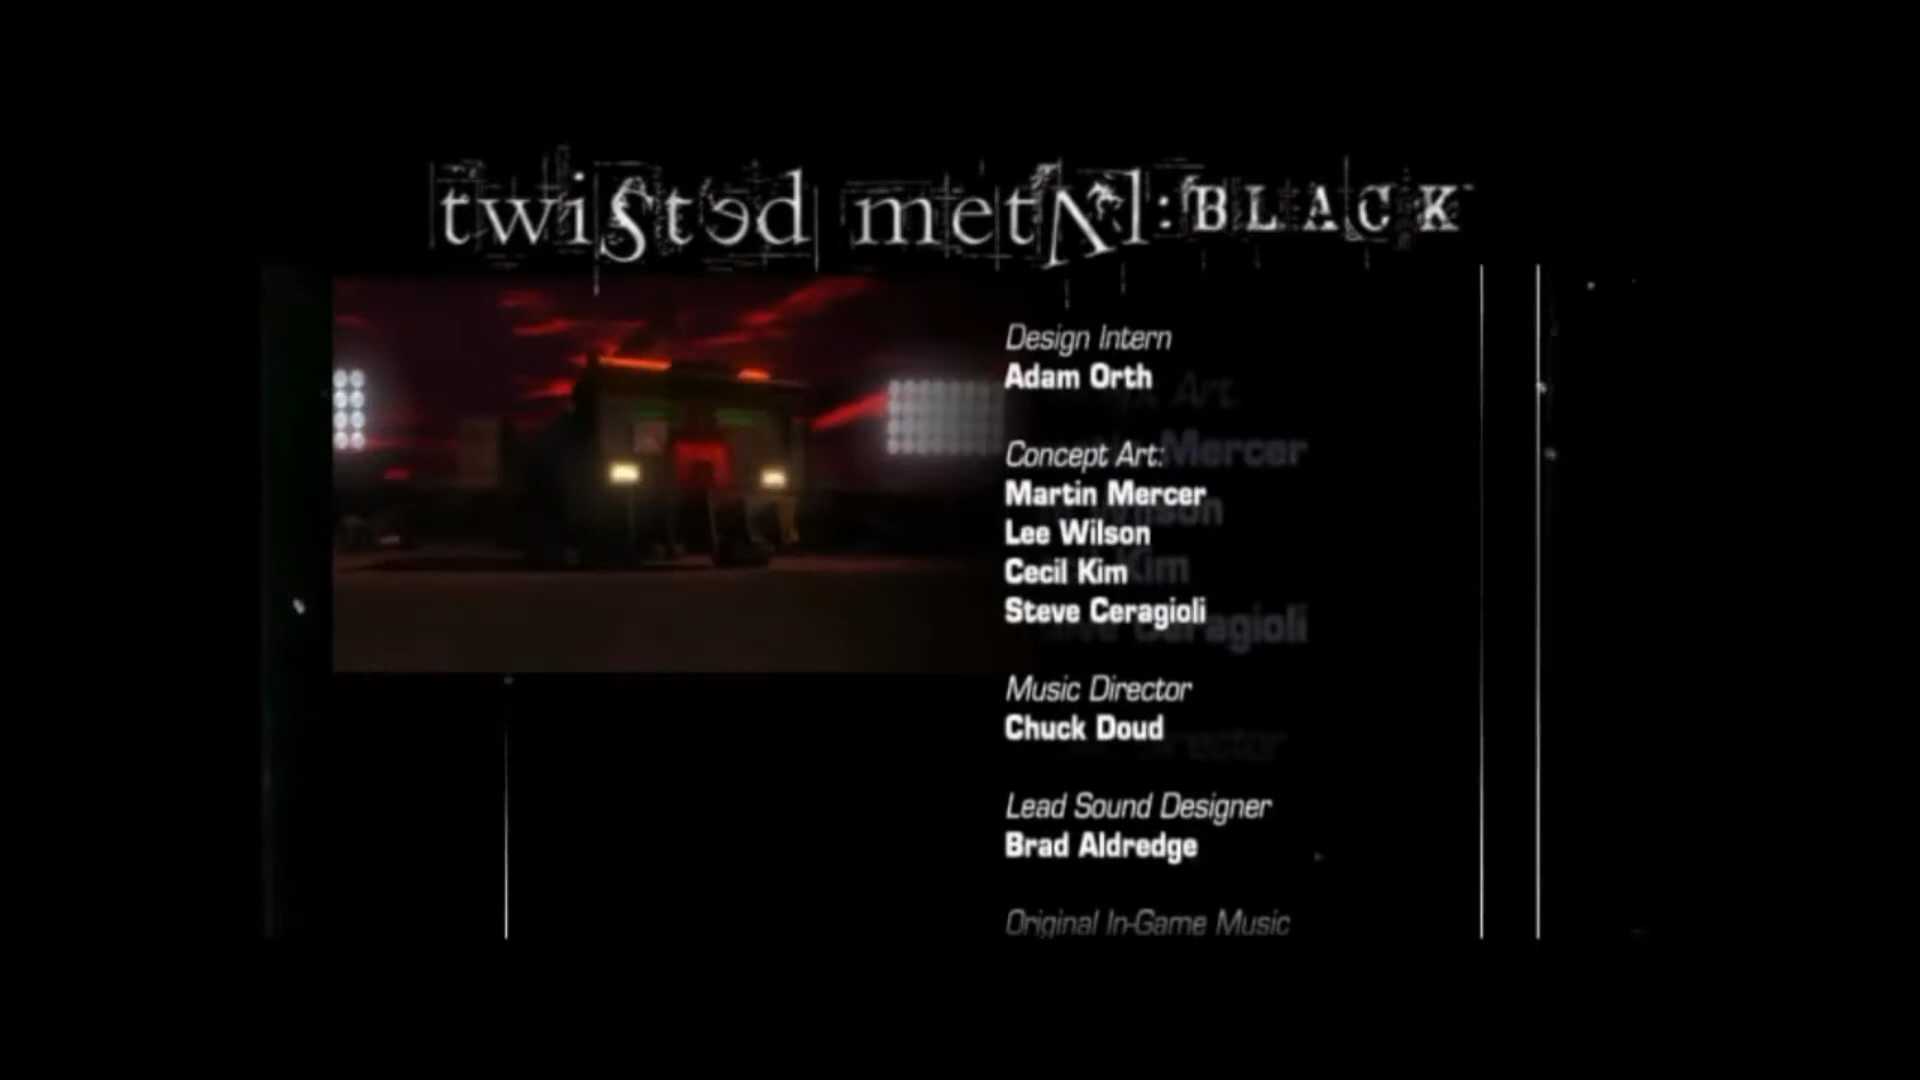 twisted metal:BLACK
Design Intern
Adam Orth
Concept Art:
Martin Mercer
Lee Wilson
Cecil Kim
Steve Ceragioli
Music Director
Chuck Doud
Lead Sound Designer
Brad Aldredge
Original In-Game Music